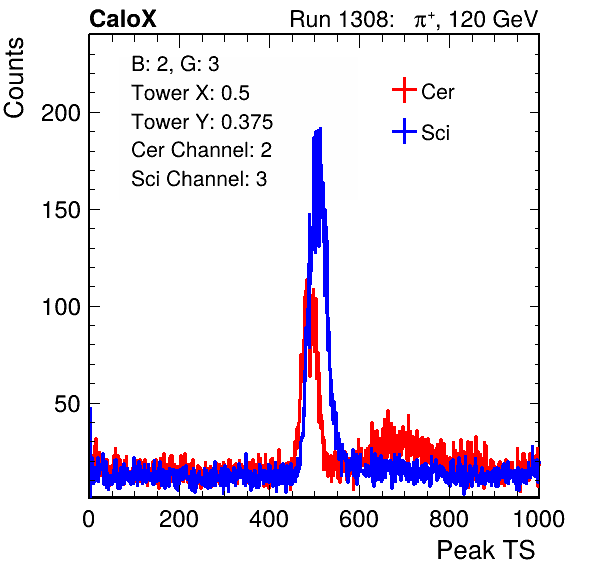 CaloX Run 1308: π⁺, 120 GeV
B: 2, G: 3
Tower X: 0.5
Tower Y: 0.375
Cer Channel: 2
Sci Channel: 3
Cer
Sci
Counts
200
150
100
50
0 200 400 600 800 1000
Peak TS